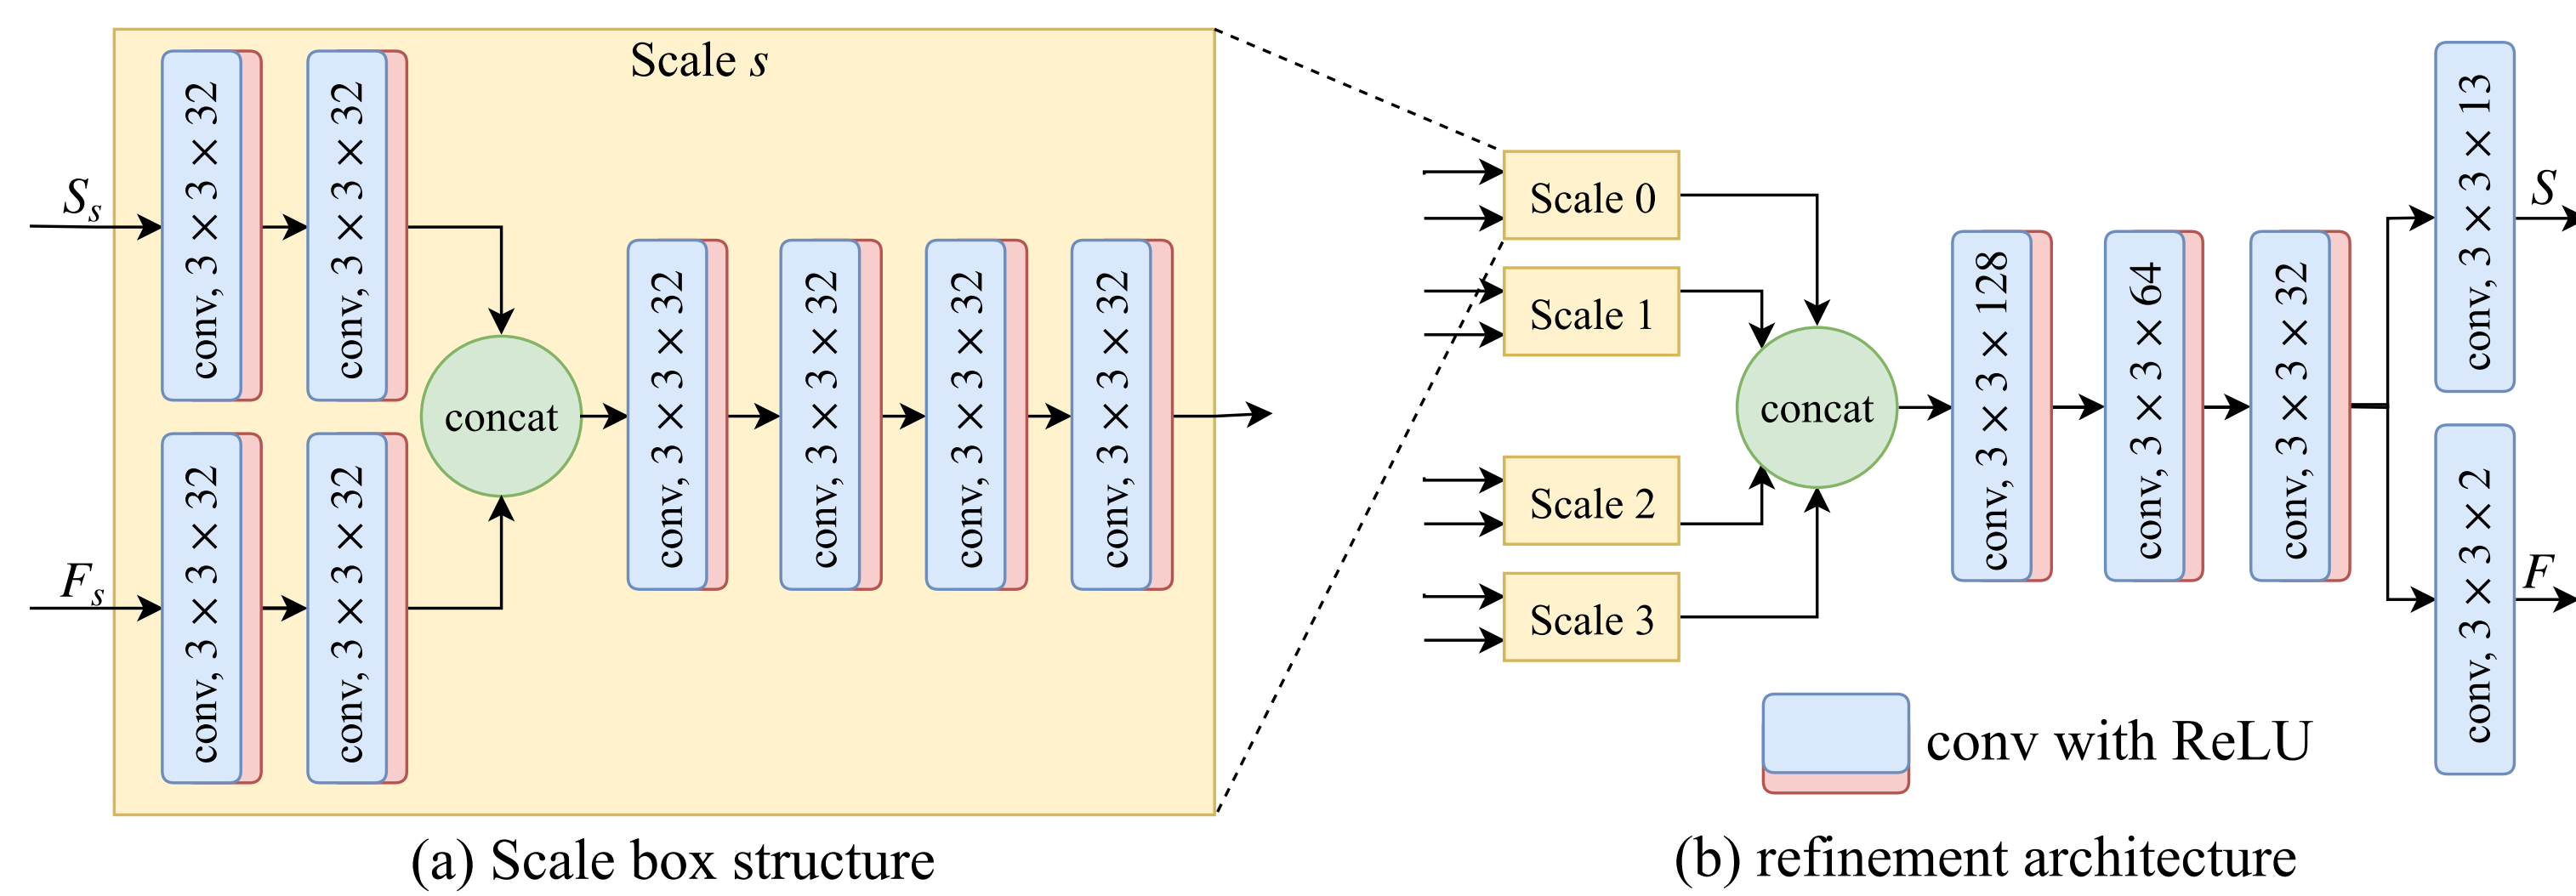 Scale s
S_s
conv, 3 × 3 × 32
conv, 3 × 3 × 32
F_s
conv, 3 × 3 × 32
conv, 3 × 3 × 32
concat
conv, 3 × 3 × 32
conv, 3 × 3 × 32
conv, 3 × 3 × 32
conv, 3 × 3 × 32
(a) Scale box structure
Scale 0
Scale 1
Scale 2
Scale 3
concat
conv, 3 × 3 × 128
conv, 3 × 3 × 64
conv, 3 × 3 × 32
conv, 3 × 3 × 13
S
conv, 3 × 3 × 2
F
conv with ReLU
(b) refinement architecture